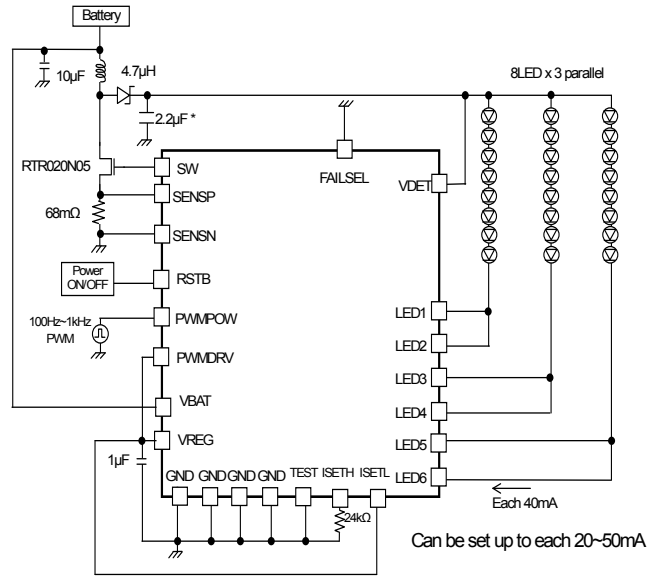 Battery
10μF
4.7μH
2.2μF *
8LED x 3 parallel
RTR020N05
68mΩ
Power
ON/OFF
100Hz~1kHz
PWM
SW
SENSP
SENSN
RSTB
PWMPOW
PWMDRV
VBAT
VREG
1μF
FAILSEL
VDET
LED1
LED2
LED3
LED4
LED5
LED6
GND GND GND GND TEST ISETH ISETL
24kΩ
Each 40mA
Can be set up to each 20~50mA